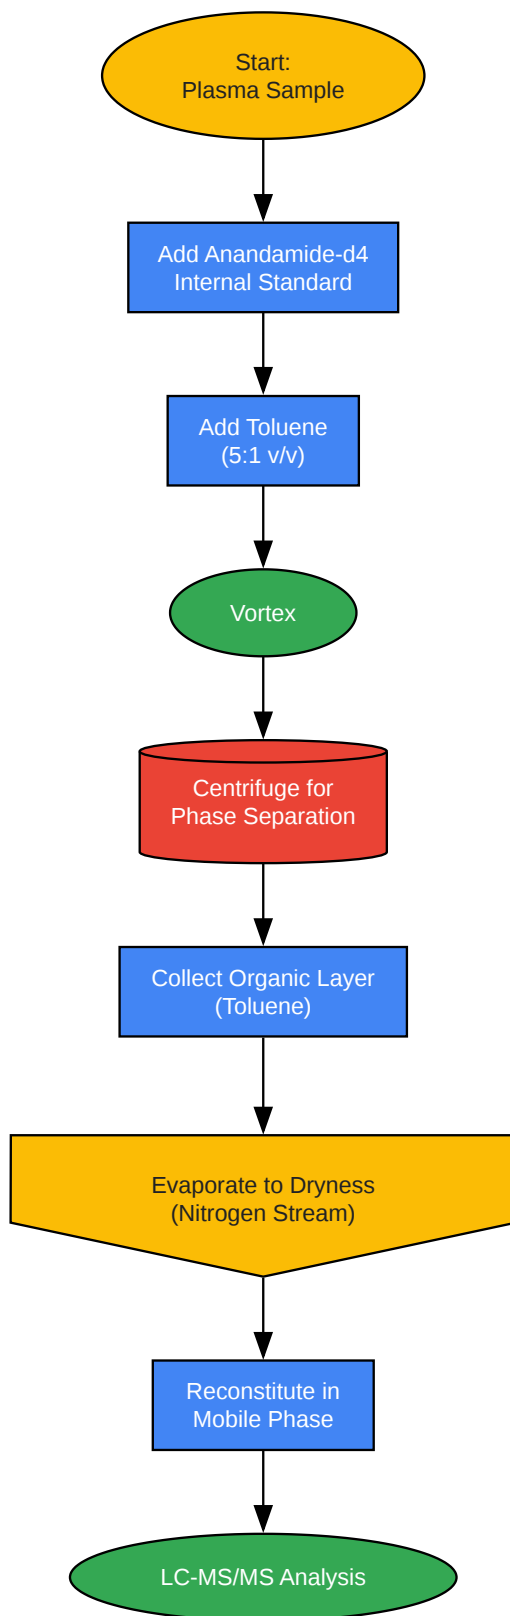 Start:
Plasma Sample
Add Anandamide-d4
Internal Standard
Add Toluene
(5:1 v/v)
Vortex
Centrifuge for
Phase Separation
Collect Organic Layer
(Toluene)
Evaporate to Dryness
(Nitrogen Stream)
Reconstitute in
Mobile Phase
LC-MS/MS Analysis